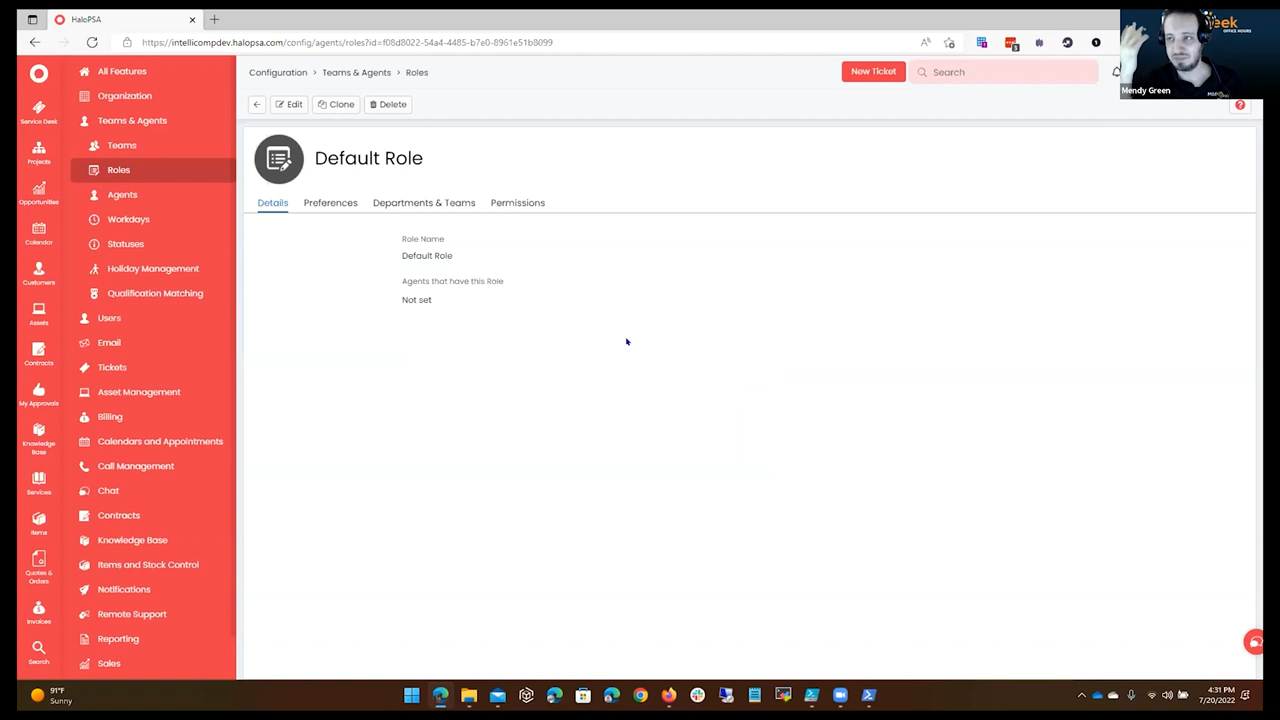 HaloPSA
https://intellicompdev.halopsa.com/config/agents/roles?id=f08d8022-54a4-4485-b7e0-8961e51b8099
Service Desk
Projects
Opportunities
Calendar
Customers
Assets
Contracts
My Approvals
Knowledge
Base
Services
Items
Quotes &
Orders
Invoices
Search
All Features
Organization
Teams & Agents
Teams
Roles
Agents
Workdays
Statuses
Holiday Management
Qualification Matching
Users
Email
Tickets
Asset Management
Billing
Calendars and Appointments
Call Management
Chat
Contracts
Knowledge Base
Items and Stock Control
Notifications
Remote Support
Reporting
Sales
Configuration > Teams & Agents > Roles
New Ticket
Search
Edit
Clone
Delete
Default Role
Details
Preferences
Departments & Teams
Permissions
Role Name
Default Role
Agents that have this Role
Not set
eek
OFFICE HOURS
Mendy Green
91°F
Sunny
4:31 PM
7/20/2022